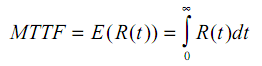 MTTF = E(R(t)) = ∫₀^∞ R(t)dt